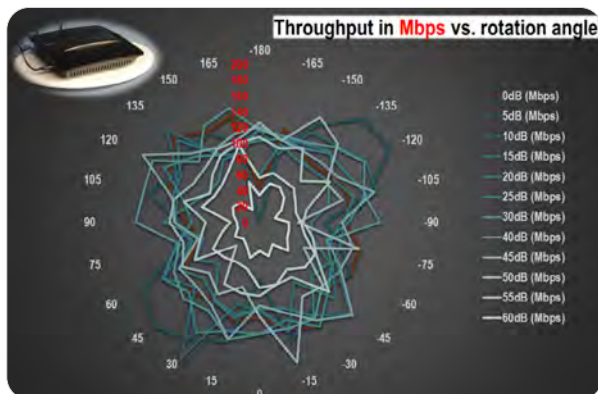 Throughput in Mbps vs. rotation angle
-180
165
-165
150
-150
135
-135
120
-120
105
-105
90
-90
75
-75
60
-60
45
-45
30
-30
15
-15
0
0dB (Mbps)
5dB (Mbps)
10dB (Mbps)
15dB (Mbps)
20dB (Mbps)
25dB (Mbps)
30dB (Mbps)
40dB (Mbps)
45dB (Mbps)
50dB (Mbps)
55dB (Mbps)
60dB (Mbps)